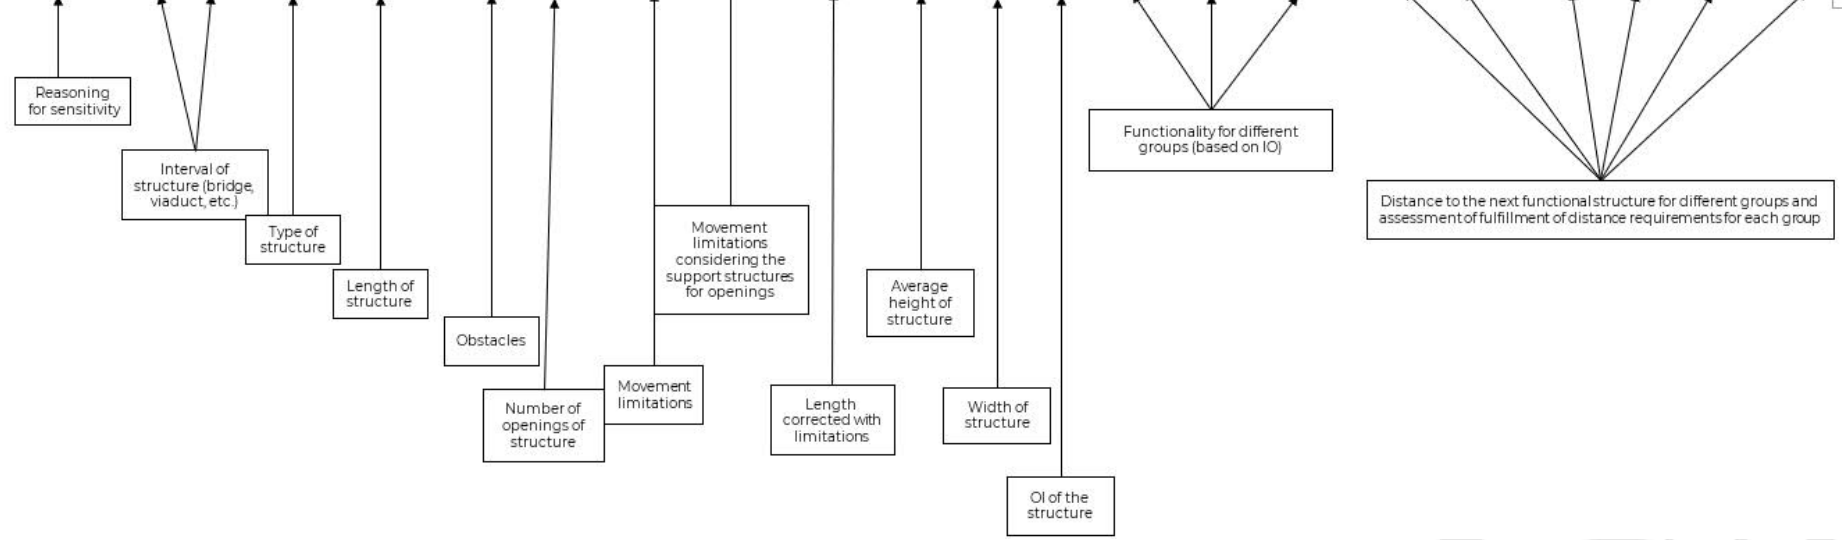 Reasoning
for sensitivity
Interval of
structure (bridge,
viaduct, etc.)
Type of
structure
Length of
structure
Obstacles
Number of
openings of
structure
Movement
limitations
Movement
limitations
considering the
support structures
for openings
Length
corrected with
limitations
Average
height of
structure
Width of
structure
OI of the
structure
Functionality for different
groups (based on IO)
Distance to the next functional structure for different groups and
assessment of fulfillment of distance requirements for each group